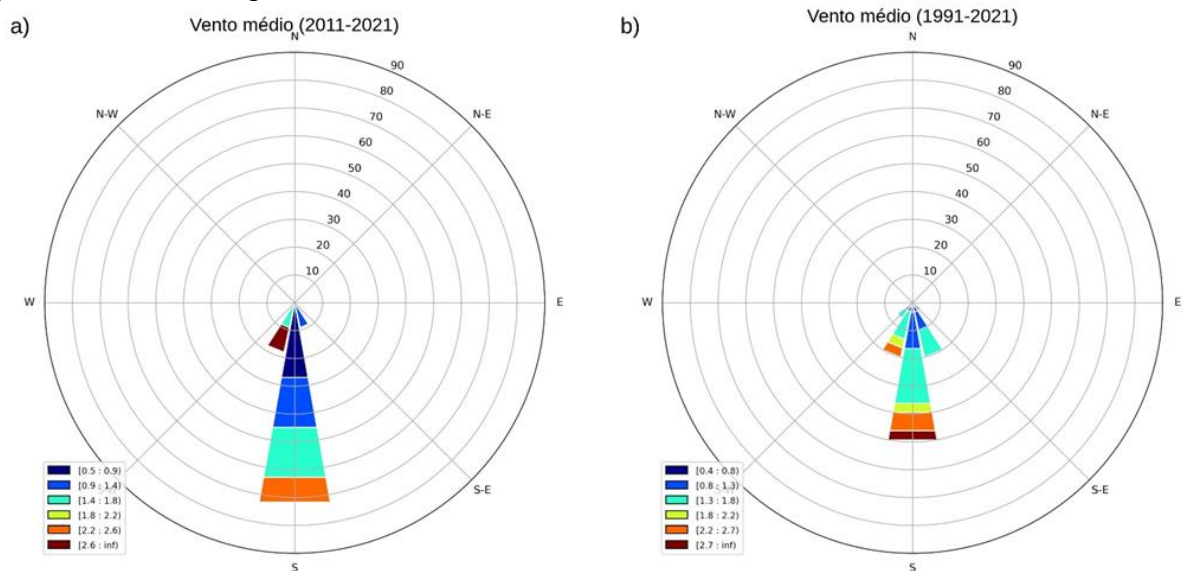 a)
Vento médio (2011-2021)
N
90
80
N-W
N-E
70
60
50
40
30
20
10
W
E
[0.5 : 0.9)
[0.9 : 1.4)
[1.4 : 1.8)
[1.8 : 2.2)
[2.2 : 2.6)
[2.6 : inf)
S-E
S
b)
Vento médio (1991-2021)
N
90
80
N-W
N-E
70
60
50
40
30
20
10
W
E
[0.4 : 0.8)
[0.8 : 1.3)
[1.3 : 1.8)
[1.8 : 2.2)
[2.2 : 2.7)
[2.7 : inf)
S-E
S